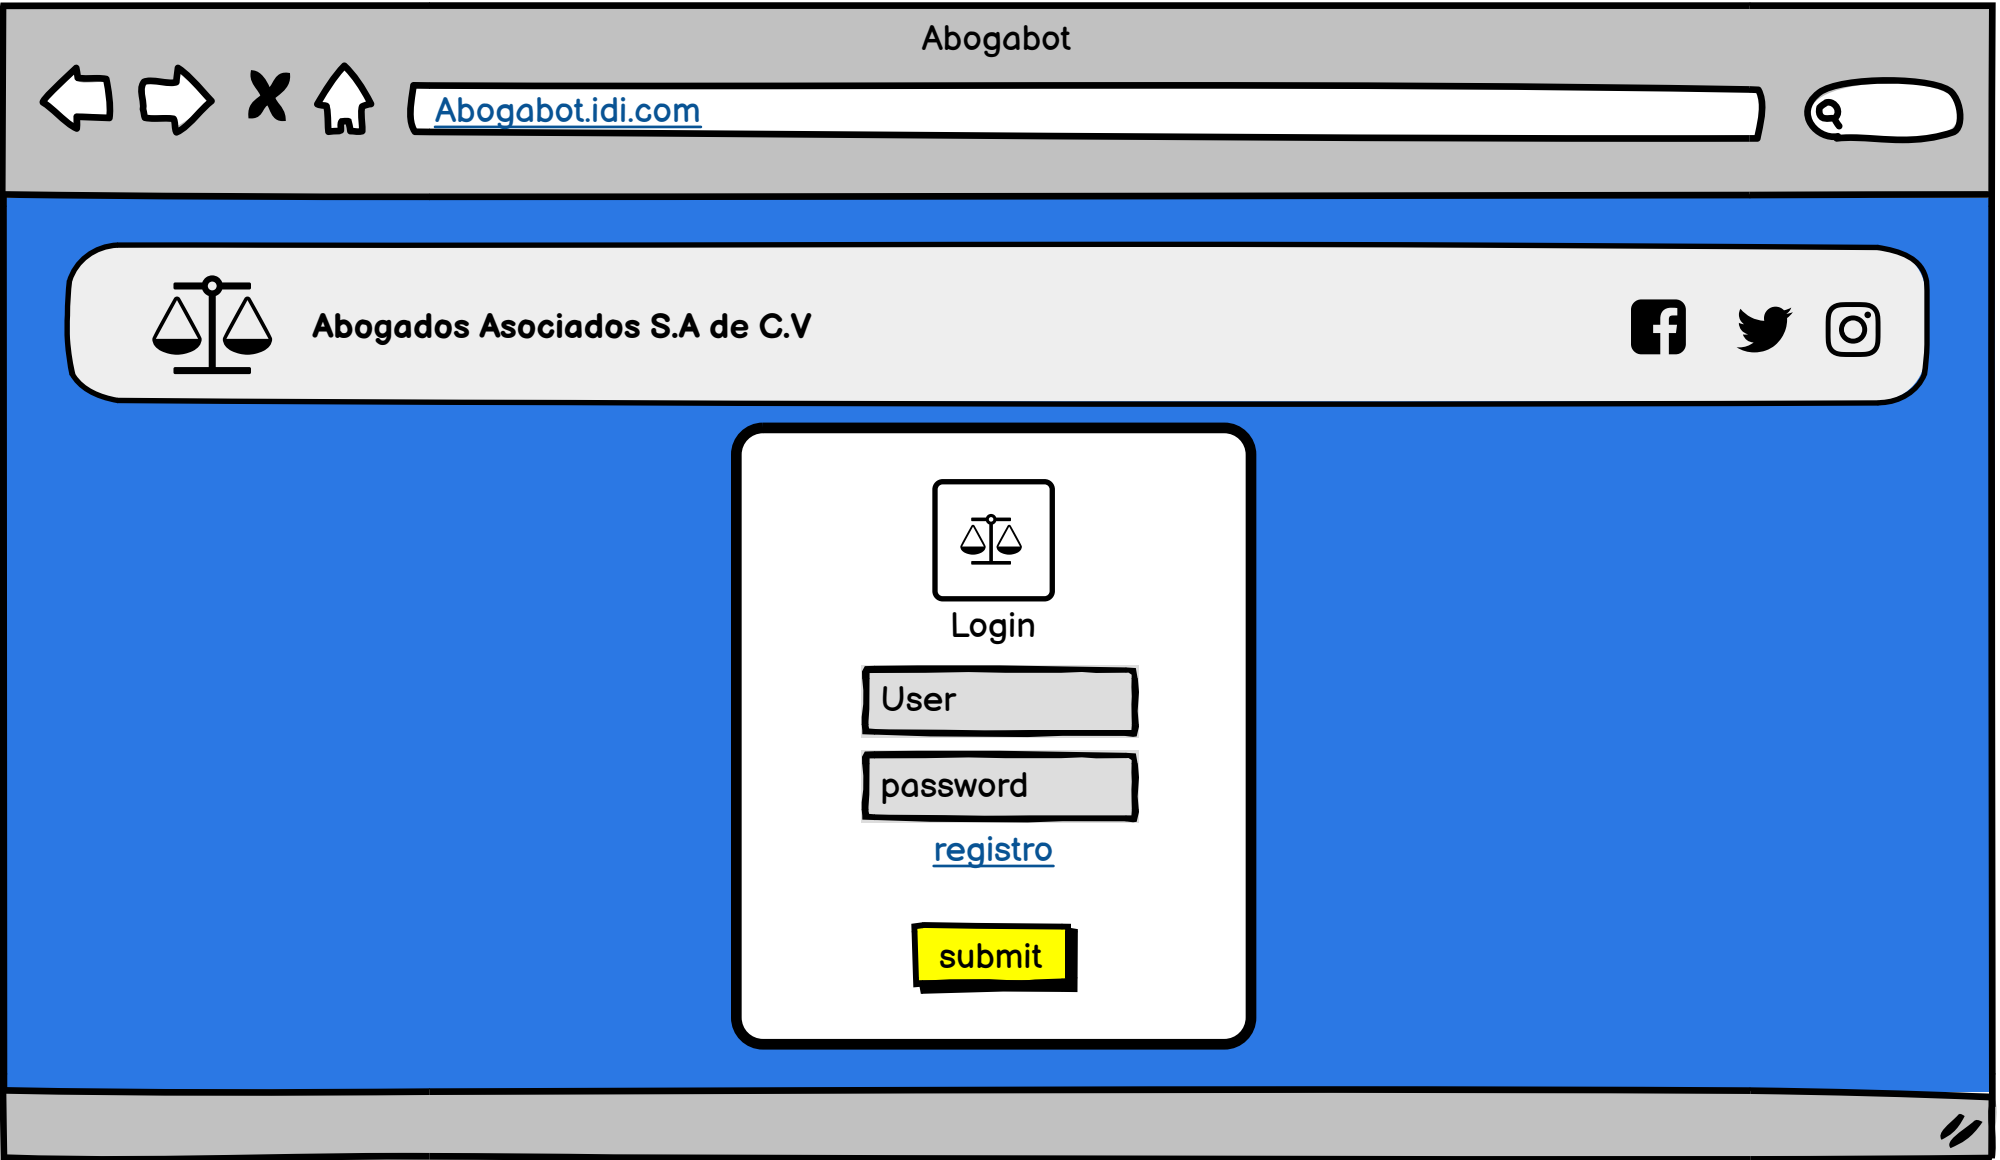 Abogabot
Abogabot.idi.com
Abogados Asociados S.A de C.V
Login
User
password
registro
submit